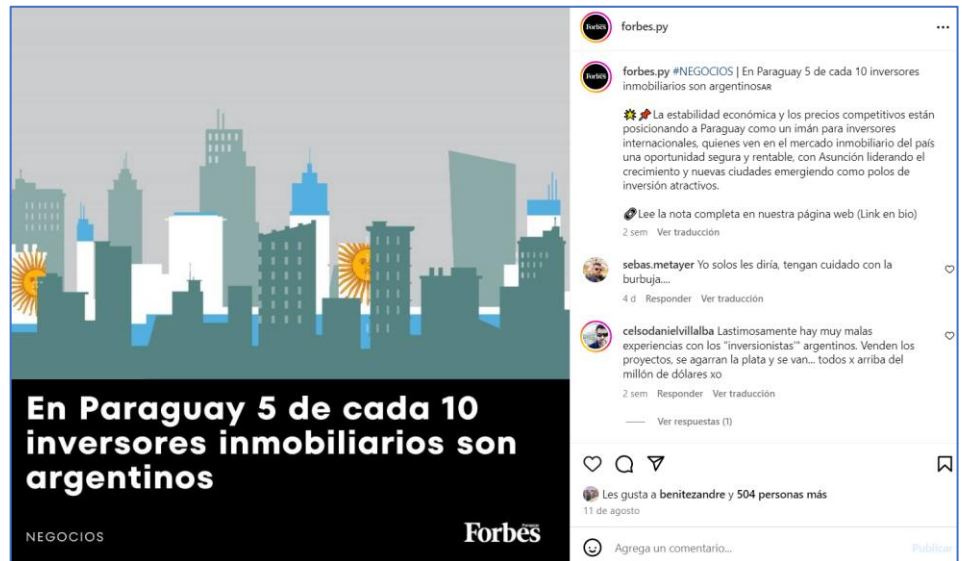 En Paraguay 5 de cada 10
inversores inmobiliarios son
argentinos
NEGOCIOS
Forbes
forbes.py
forbes.py #NEGOCIOS | En Paraguay 5 de cada 10 inversores
inmobiliarios son argentinosAR
La estabilidad económica y los precios competitivos están
posicionando a Paraguay como un imán para inversores
internacionales, quienes ven en el mercado inmobiliario del país
una oportunidad segura y rentable, con Asunción liderando el
crecimiento y nuevas ciudades emergiendo como polos de
inversión atractivos.
Lee la nota completa en nuestra página web (Link en bio)
2 sem Ver traducción
sebas.metayer Yo solos les diría, tengan cuidado con la
burbuja....
4 d Responder Ver traducción
celsodanielvillalba Lastimosamente hay muy malas
experiencias con los "inversionistas'" argentinos. Venden los
proyectos, se agarran la plata y se van... todos x arriba del
millón de dólares xo
2 sem Responder Ver traducción
Ver respuestas (1)
Les gusta a benitezandre y 504 personas más
11 de agosto
Agrega un comentario...
Publicar